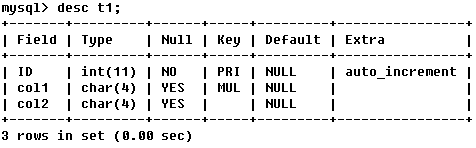 mysql> desc t1;
+-------+---------+------+-----+---------+----------------+
| Field | Type    | Null | Key | Default | Extra          |
+-------+---------+------+-----+---------+----------------+
| ID    | int(11) | NO   | PRI | NULL    | auto_increment |
| col1  | char(4) | YES  | MUL | NULL    |                |
| col2  | char(4) | YES  |     | NULL    |                |
+-------+---------+------+-----+---------+----------------+
3 rows in set (0.00 sec)